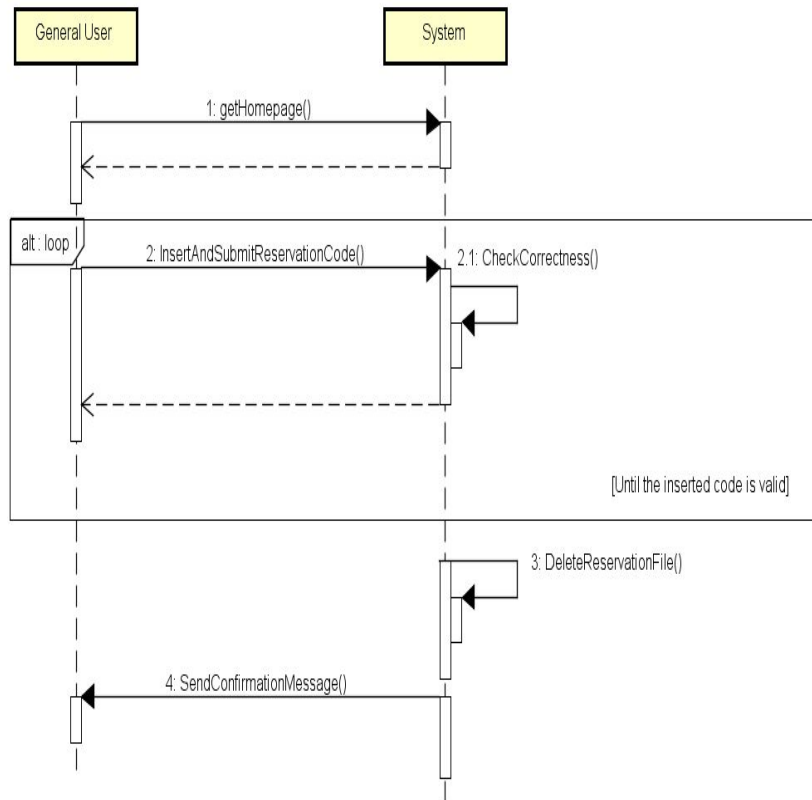 General User
System
1: getHomepage()
alt : loop
2: InsertAndSubmitReservationCode()
2.1: CheckCorrectness()
[Until the inserted code is valid]
3: DeleteReservationFile()
4: SendConfirmationMessage()